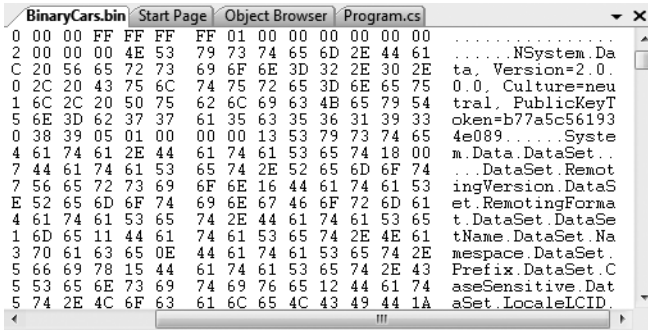 BinaryCars.bin Start Page Object Browser Program.cs
0 00 00 FF FF FF FF 01 00 00 00 00 00 00 ................
2 00 00 00 4E 53 79 73 74 65 6D 2E 44 61 ......NSystem.Da
C 20 56 65 72 73 69 6F 6E 3D 32 2E 30 2E ta, Version=2.0.
0 2C 20 43 75 6C 74 75 72 65 3D 6E 65 75 0.0, Culture=neu
1 6C 2C 20 50 75 62 6C 69 63 4B 65 79 54 tral, PublicKeyT
5 6E 3D 62 37 37 61 35 63 35 36 31 39 33 oken=b77a5c56193
0 38 39 05 01 00 00 00 13 53 79 73 74 65 4e089......Syste
4 61 74 61 2E 44 61 74 61 53 65 74 18 00 m.Data.DataSet..
7 44 61 74 61 53 65 74 2E 52 65 6D 6F 74 ...DataSet.Remot
7 56 65 72 73 69 6F 6E 16 44 61 74 61 53 ingVersion.DataS
E 52 65 6D 6F 74 69 6E 67 46 6F 72 6D 61 et.RemotingForma
4 61 74 61 53 65 74 2E 44 61 74 61 53 65 t.DataSet.DataSe
1 6D 65 11 44 61 74 61 53 65 74 2E 4E 61 tName.DataSet.Na
3 70 61 63 65 0E 44 61 74 61 53 65 74 2E mespace.DataSet.
5 66 69 78 15 44 61 74 61 53 65 74 2E 43 Prefix.DataSet.C
5 53 65 6E 73 69 74 69 76 65 12 44 61 74 aseSensitive.Dat
5 74 2E 4C 6F 63 61 6C 65 4C 43 49 44 1A aSet.LocaleLCID.